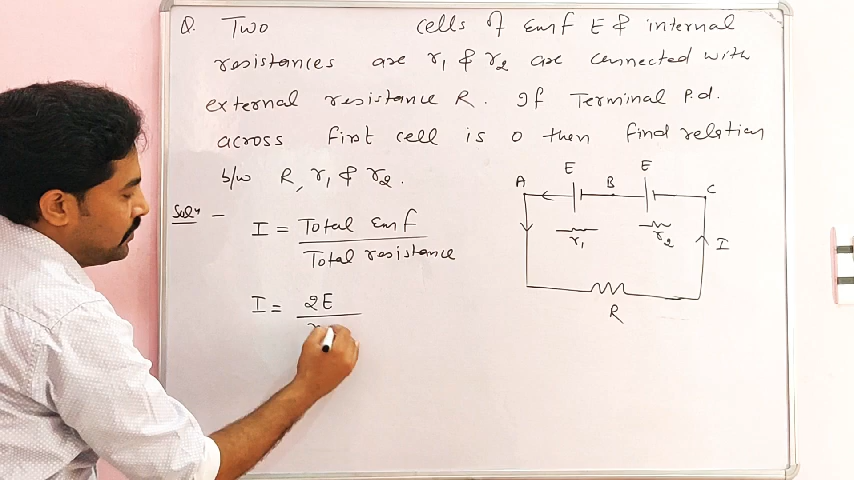 Q. Two cells of Emf E & internal
resistances are r₁ & r₂ are connected with
external resistance R. If Terminal p.d.
across first cell is 0 then find relation
b/w R, r₁ & r₂.
Solⁿ –
I = Total Emf / Total resistance
I = 2E / r
E E
A B C
r₁ r₂
I
R